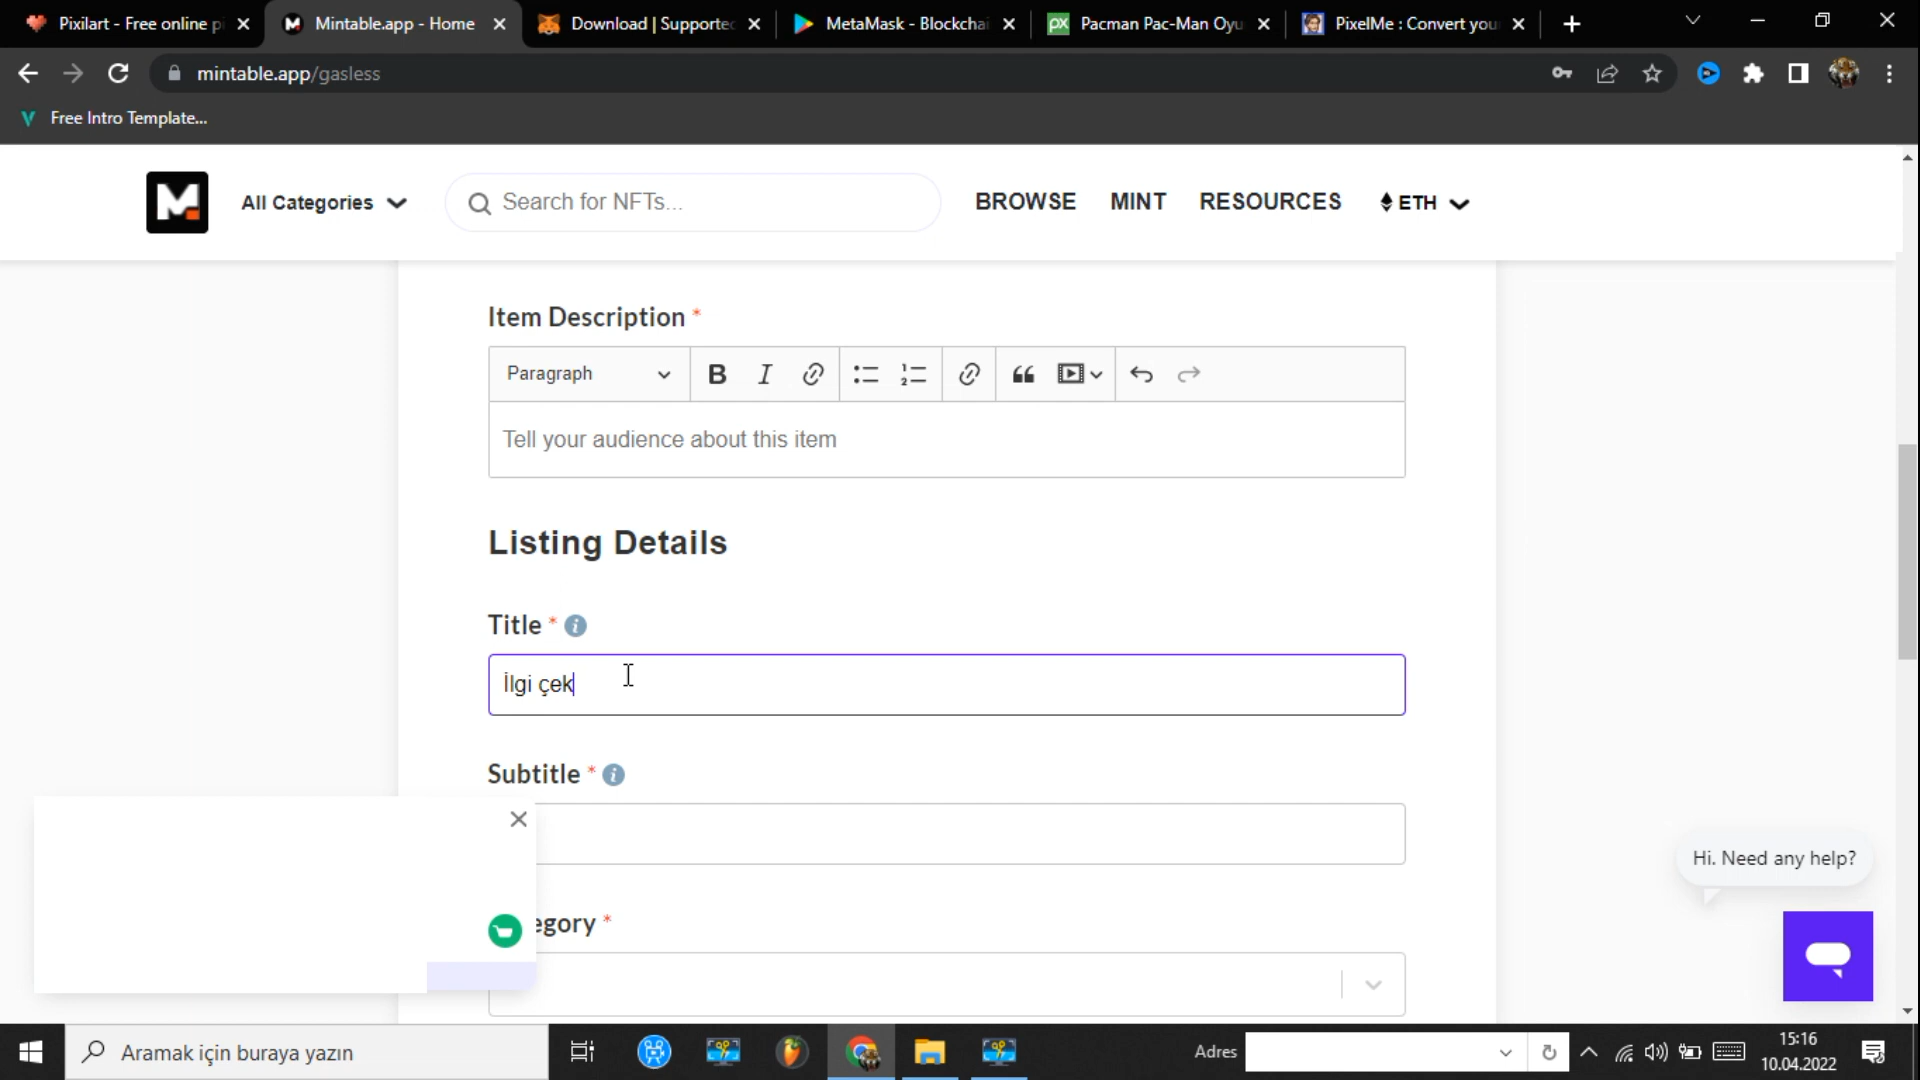 Pixilart - Free online pi
Mintable.app - Home
Download | Supported
MetaMask - Blockchai
Pacman Pac-Man Oyu
PixelMe : Convert you
mintable.app/gasless
Free Intro Template...
All Categories
Search for NFTs...
BROWSE
MINT
RESOURCES
ETH
Item Description *
Paragraph
Tell your audience about this item
Listing Details
Title *
İlgi çek
Subtitle *
egory *
Hi. Need any help?
Aramak için buraya yazın
Adres
15:16
10.04.2022